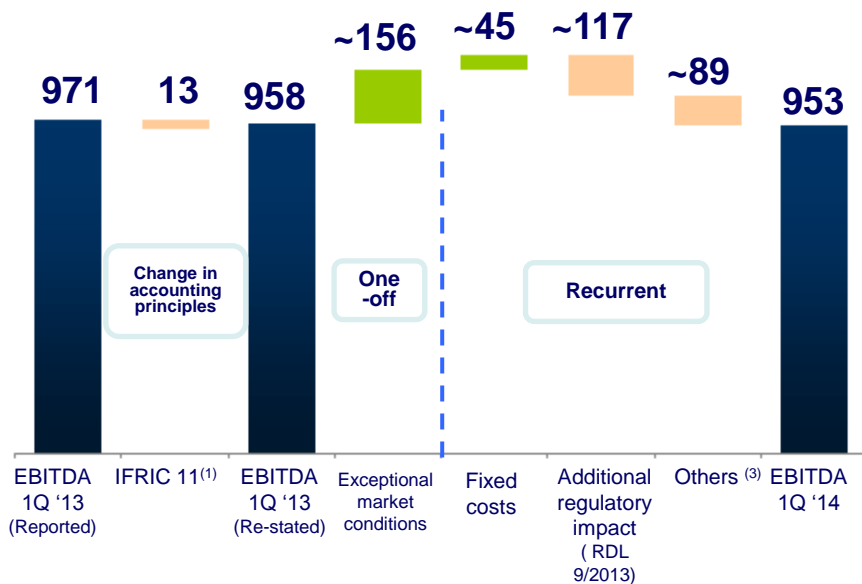 971
13
958
~156
~45
~117
~89
953
Change in
accounting
principles
One
-off
Recurrent
EBITDA
1Q ‘13
(Reported)
IFRIC 11(1)
EBITDA
1Q ‘13
(Re-stated)
Exceptional
market
conditions
Fixed
costs
Additional
regulatory
impact
( RDL
9/2013)
Others (3)
EBITDA
1Q ‘14